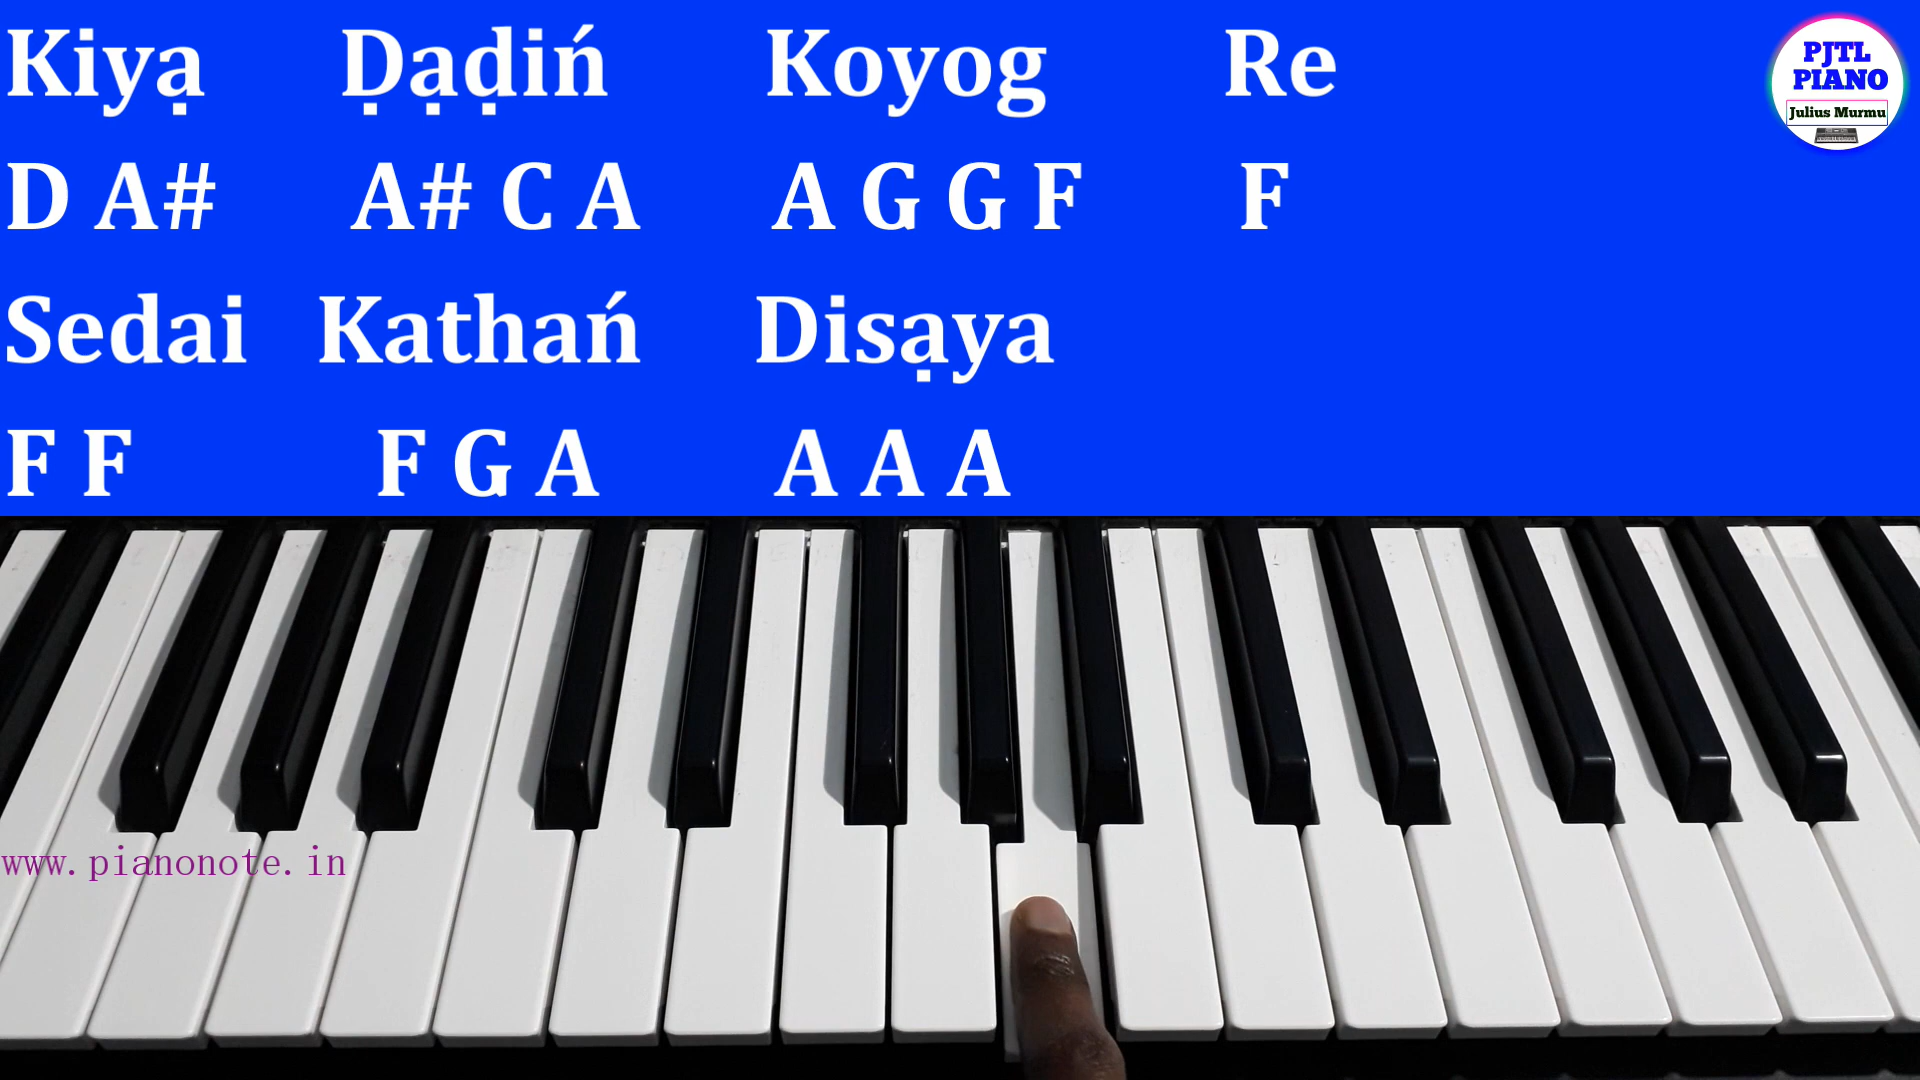 Kiyạ Ḍạḍiń Koyog Re
D A# A# C A A G G F F
Sedai Kathań Disạya
F F F G A A A A
PJTL
PIANO
Julius Murmu
www.pianonote.in